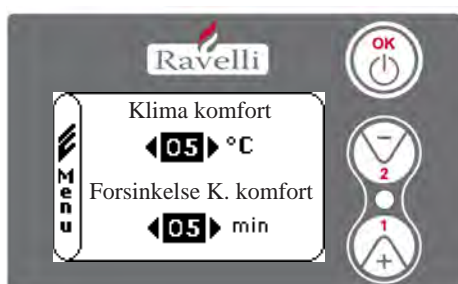 Ravelli
OK
Menu
Klima komfort
05 °C
Forsinkelse K. komfort
05 min
−
2
1
+